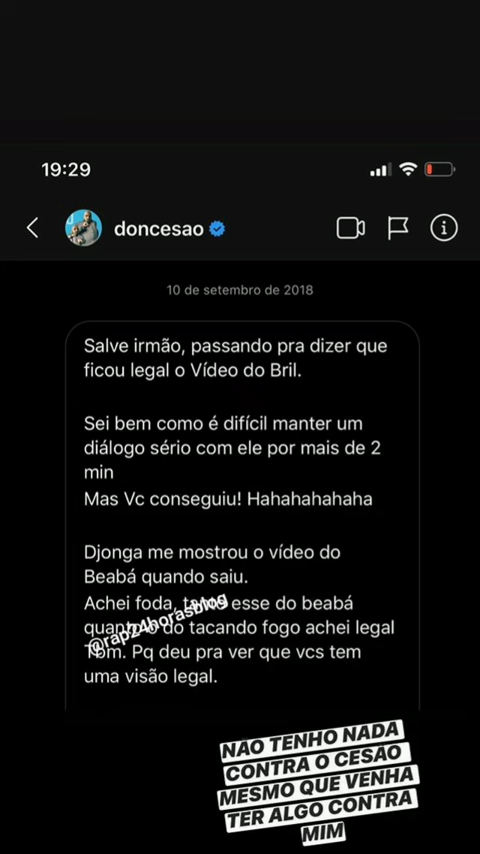 19:29
doncesao
10 de setembro de 2018
Salve irmão, passando pra dizer que
ficou legal o Vídeo do Bril.
Sei bem como é difícil manter um
diálogo sério com ele por mais de 2
min
Mas Vc conseguiu! Hahahahahaha
Djonga me mostrou o vídeo do
Beabá quando saiu.
Achei foda, esse do beabá
do tacando fogo achei legal
Tbm. Pq deu pra ver que vcs tem
uma visão legal.
@rap24horasblog
NÃO TENHO NADA
CONTRA O CESAO
MESMO QUE VENHA
TER ALGO CONTRA
MIM